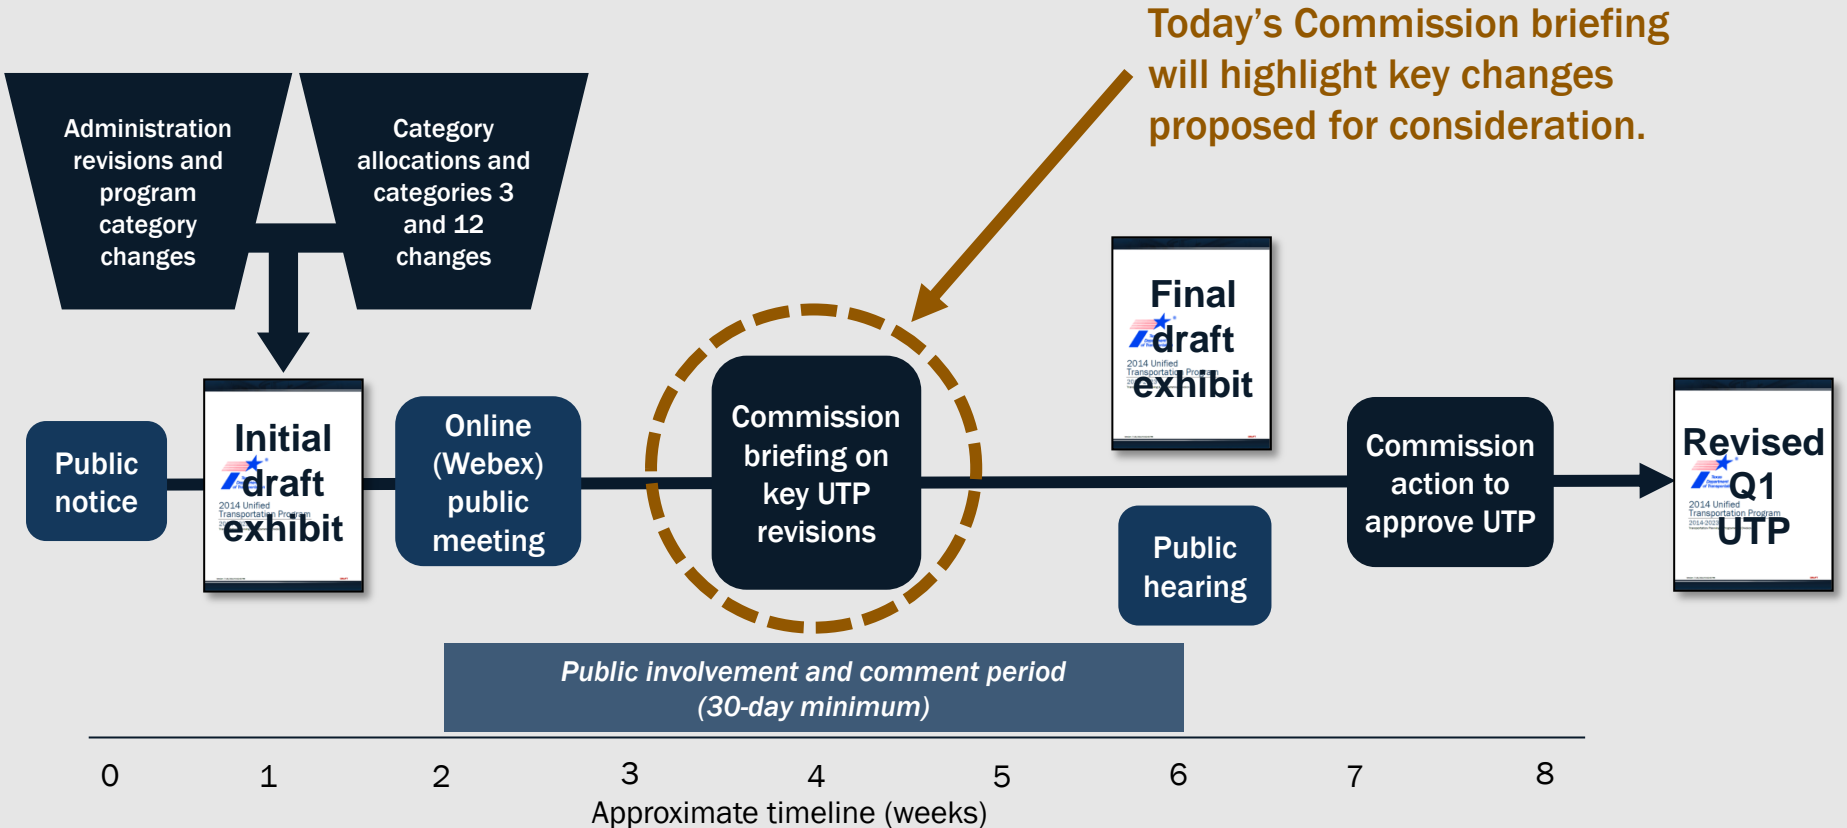 Today's Commission briefing
will highlight key changes
proposed for consideration.
Administration
revisions and
program
category
changes
Category
allocations and
categories 3
and 12
changes
Public
notice
Initial
draft
exhibit
2014 Unified
Transportation Program
Online
(Webex)
public
meeting
Commission
briefing on
key UTP
revisions
Final
draft
exhibit
2014 Unified
Transportation Program
Public
hearing
Commission
action to
approve UTP
Revised
Q1
UTP
2014 Unified
Transportation Program
2014-2023
Public involvement and comment period
(30-day minimum)
0 1 2 3 4 5 6 7 8
Approximate timeline (weeks)